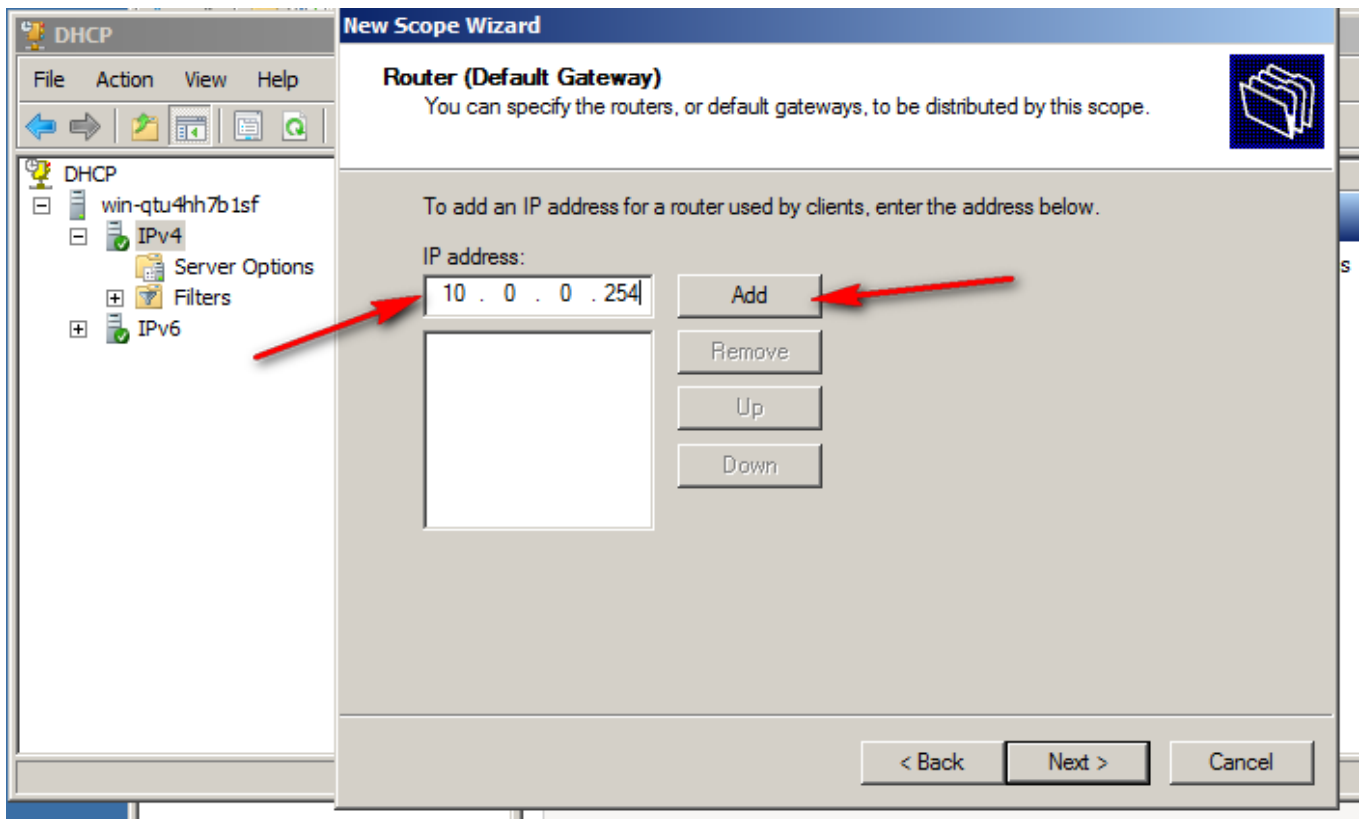 DHCP
File Action View Help
DHCP
win-qtu4hh7b1sf
IPv4
Server Options
Filters
IPv6
New Scope Wizard
Router (Default Gateway)
You can specify the routers, or default gateways, to be distributed by this scope.
To add an IP address for a router used by clients, enter the address below.
IP address:
10 . 0 . 0 . 254
Add
Remove
Up
Down
< Back Next > Cancel
s